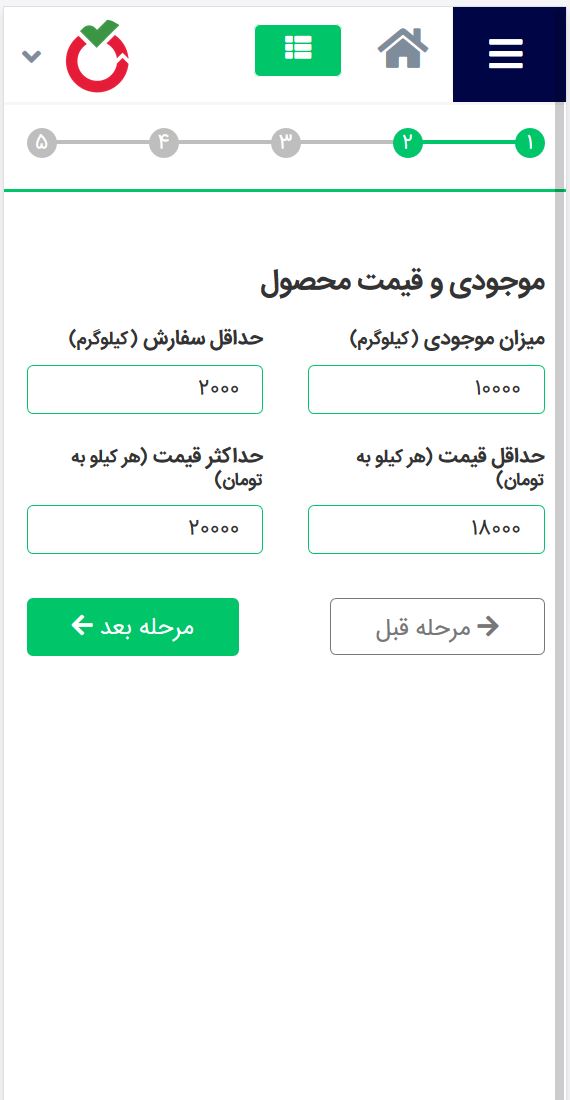 ۱ ۲ ۳ ۴ ۵
موجودی و قیمت محصول
میزان موجودی (کیلوگرم)
۱۰۰۰۰
حداقل سفارش (کیلوگرم)
۲۰۰۰
حداقل قیمت (هر کیلو به
تومان)
۱۸۰۰۰
حداکثر قیمت (هر کیلو به
تومان)
۲۰۰۰۰
مرحله قبل
مرحله بعد